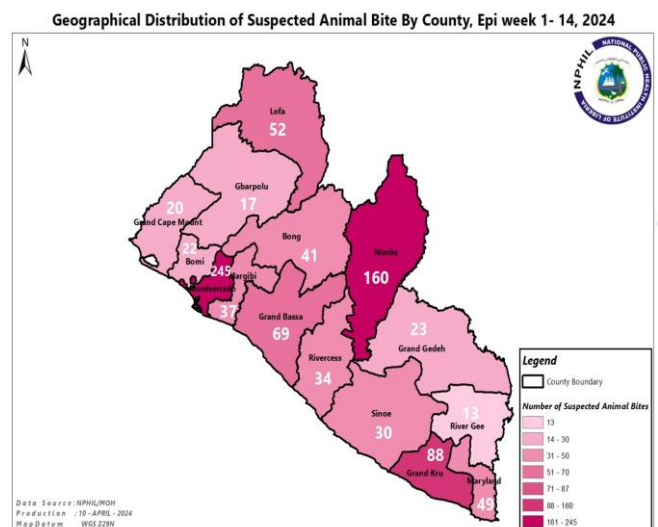 Geographical Distribution of Suspected Animal Bite By County, Epi week 1- 14, 2024
N
NPHIL
NATIONAL PUBLIC HEALTH
INSTITUTE OF LIBERIA
Lofa
52
Gbarpolu
17
20
Grand Cape Mount
22
Bomi
245
Montserrado
Margibi
37
Bong
41
Nimba
160
Grand Bassa
69
Rivercess
34
23
Grand Gedeh
Sinoe
30
13
River Gee
88
Grand Kru
Maryland
49
Legend
County Boundary
Number of Suspected Animal Bites
13
14 - 30
31 - 50
51 - 70
71 - 87
88 - 160
161 - 245
Data Source: NPHIL/MOH
Production : 10 - APRIL - 2024
Map Datum WGS Z29N